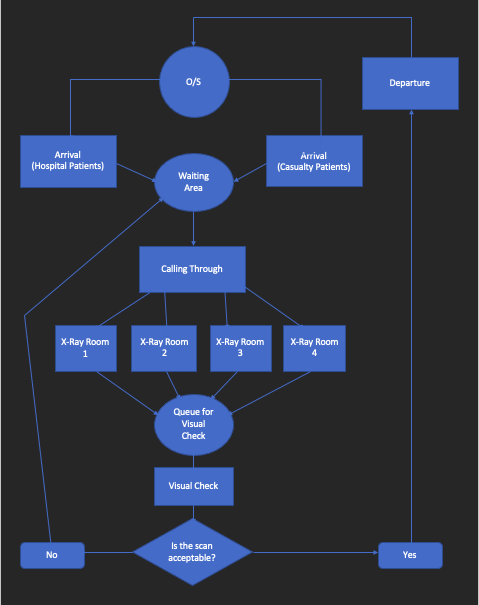 O/S
Departure
Arrival
(Hospital Patients)
Arrival
(Casualty Patients)
Waiting
Area
Calling Through
X-Ray Room
1
X-Ray Room
2
X-Ray Room
3
X-Ray Room
4
Queue for
Visual
Check
Visual Check
Is the scan
acceptable?
No
Yes